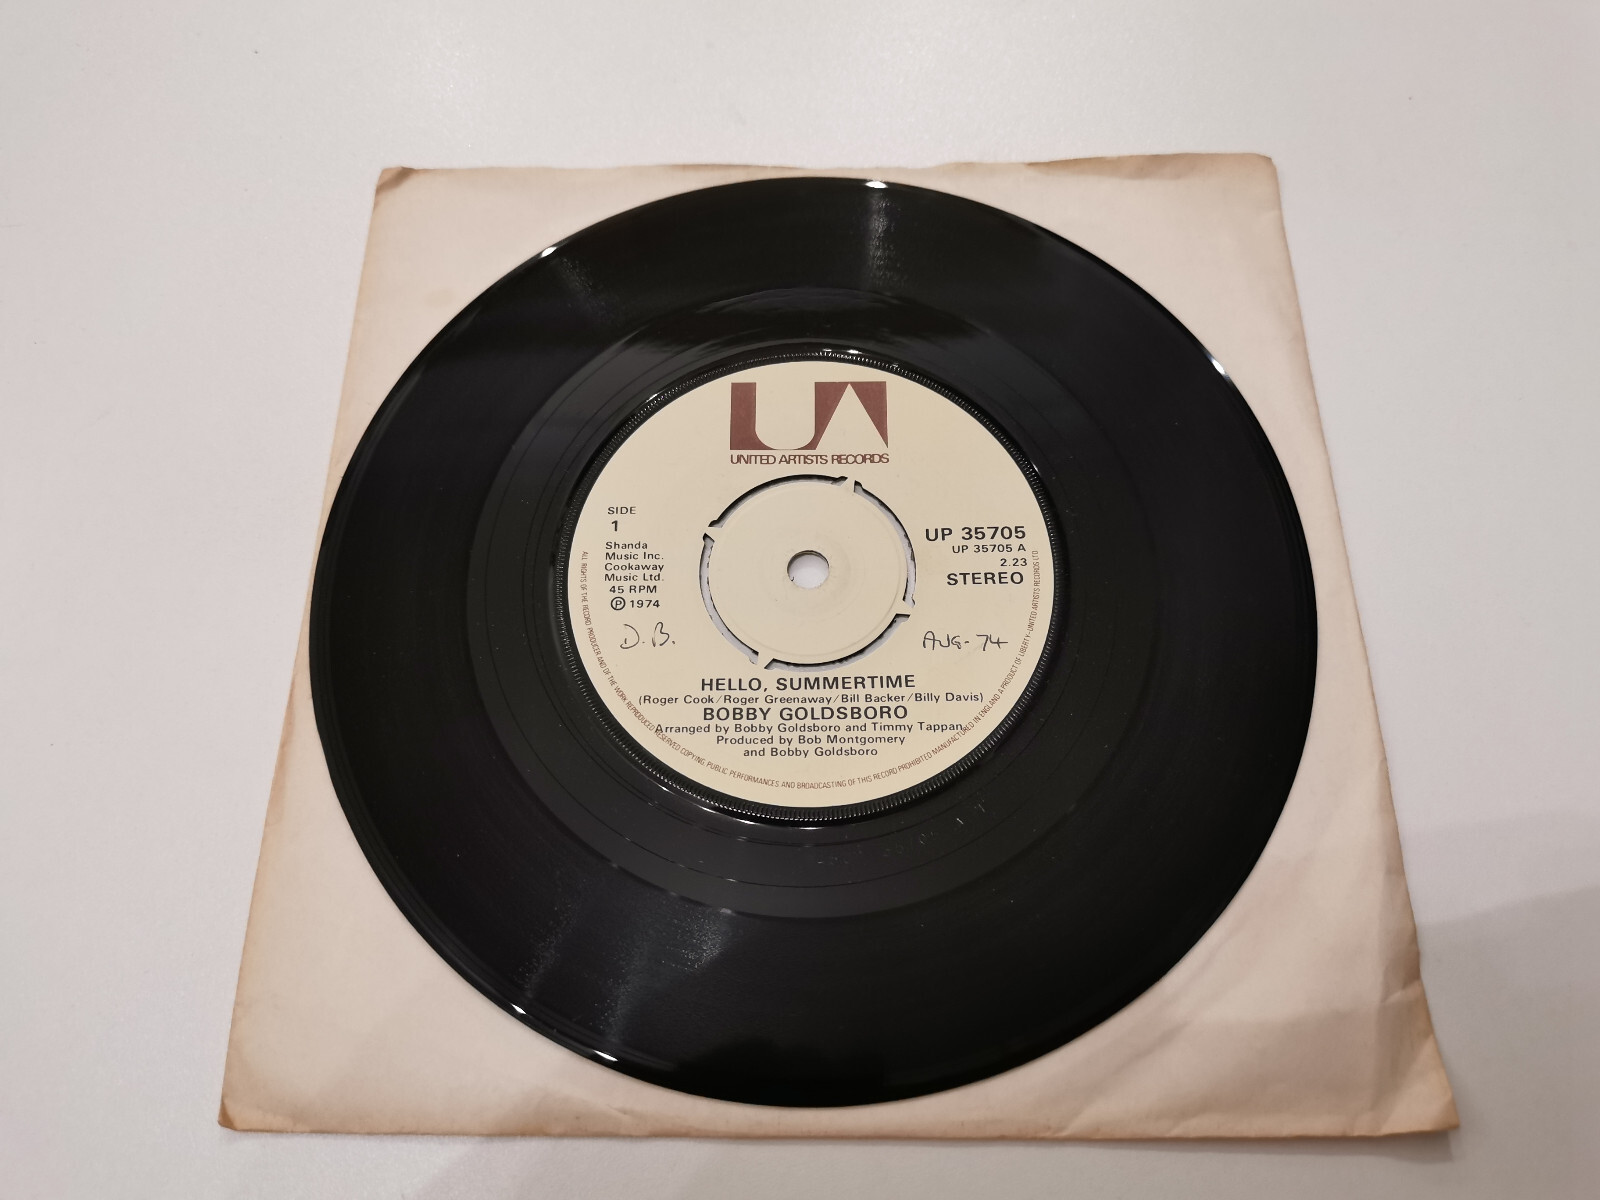 UA
UNITED ARTISTS RECORDS
SIDE
1
Shanda
Music Inc.
Cookaway
Music Ltd.
45 RPM
Ⓟ 1974
UP 35705
UP 35705 A
2.23
STEREO
D.B.
AUG-74
HELLO, SUMMERTIME
(Roger Cook/Roger Greenaway/Bill Backer/Billy Davis)
BOBBY GOLDSBORO
Arranged by Bobby Goldsboro and Timmy Tappan
Produced by Bob Montgomery
and Bobby Goldsboro
ALL RIGHTS OF THE RECORD PRODUCER AND OF THE WORK REPRODUCED RESERVED COPYING PUBLIC PERFORMANCES AND BROADCASTING OF THIS RECORD PROHIBITED MANUFACTURED IN ENGLAND A PRODUCT OF LIBERTY-UNITED ARTISTS RECORDS LTD